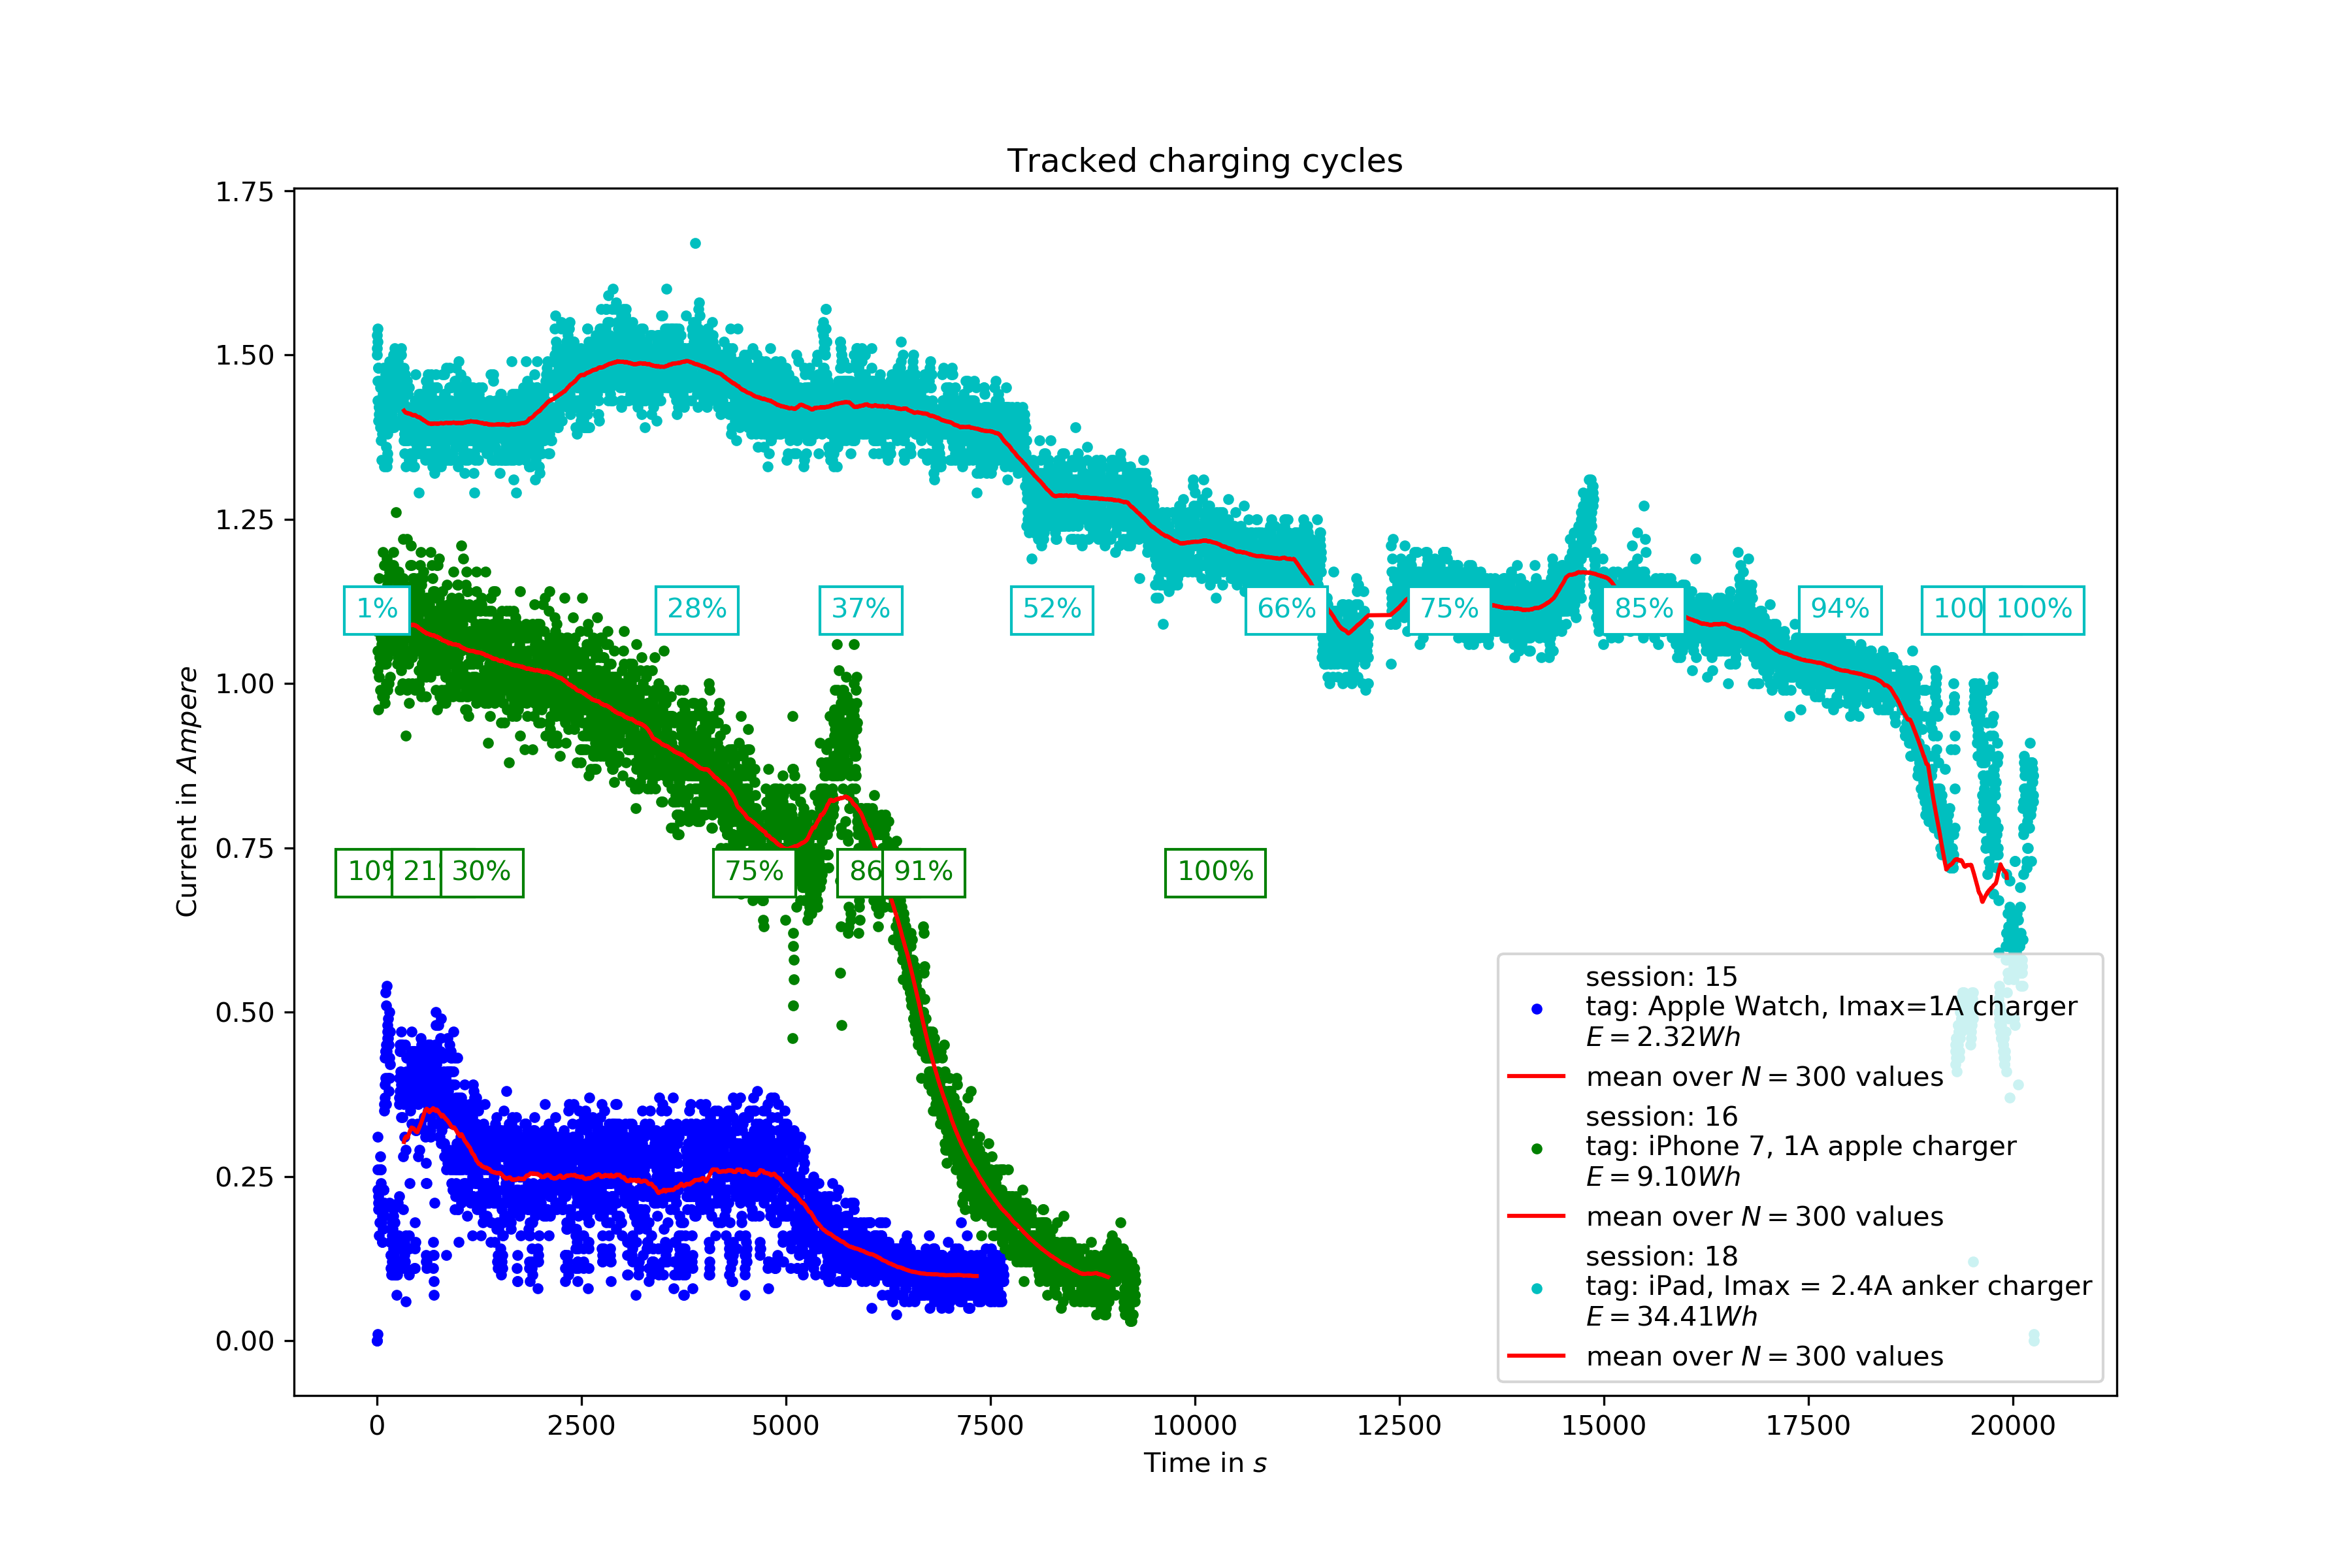 Tracked charging cycles
1.75
1.50
1.25
1.00
0.75
0.50
0.25
0.00
Current in Ampere
1%
28%
37%
52%
66%
75%
85%
94%
100
100%
10%
21
30%
75%
86
91%
100%
session: 15
tag: Apple Watch, Imax=1A charger
E = 2.32Wh
mean over N = 300 values
session: 16
tag: iPhone 7, 1A apple charger
E = 9.10Wh
mean over N = 300 values
session: 18
tag: iPad, Imax = 2.4A anker charger
E = 34.41Wh
mean over N = 300 values
0 2500 5000 7500 10000 12500 15000 17500 20000
Time in s